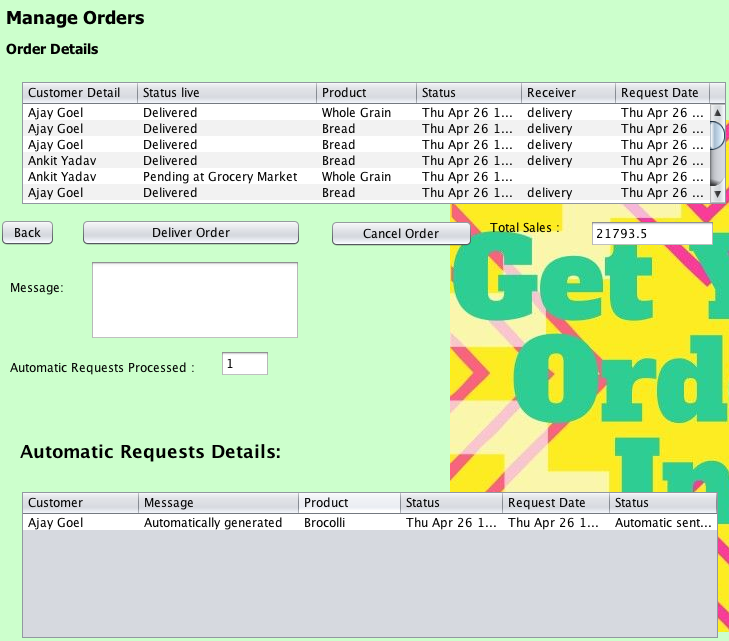 Manage Orders
Order Details
Customer Detail Status live Product Status Receiver Request Date
Ajay Goel Delivered Whole Grain Thu Apr 26 1... delivery Thu Apr 26 ...
Ajay Goel Delivered Bread Thu Apr 26 1... delivery Thu Apr 26 ...
Ajay Goel Delivered Bread Thu Apr 26 1... delivery Thu Apr 26 ...
Ankit Yadav Delivered Bread Thu Apr 26 1... delivery Thu Apr 26 ...
Ankit Yadav Pending at Grocery Market Whole Grain Thu Apr 26 1... Thu Apr 26 ...
Ajay Goel Delivered Bread Thu Apr 26 1... delivery Thu Apr 26 ...
Back Deliver Order Cancel Order Total Sales : 21793.5
Get Y
Message:
Ord
Automatic Requests Processed : 1
In
Automatic Requests Details:
Customer Message Product Status Request Date Status
Ajay Goel Automatically generated Brocolli Thu Apr 26 1... Thu Apr 26 1... Automatic sent...